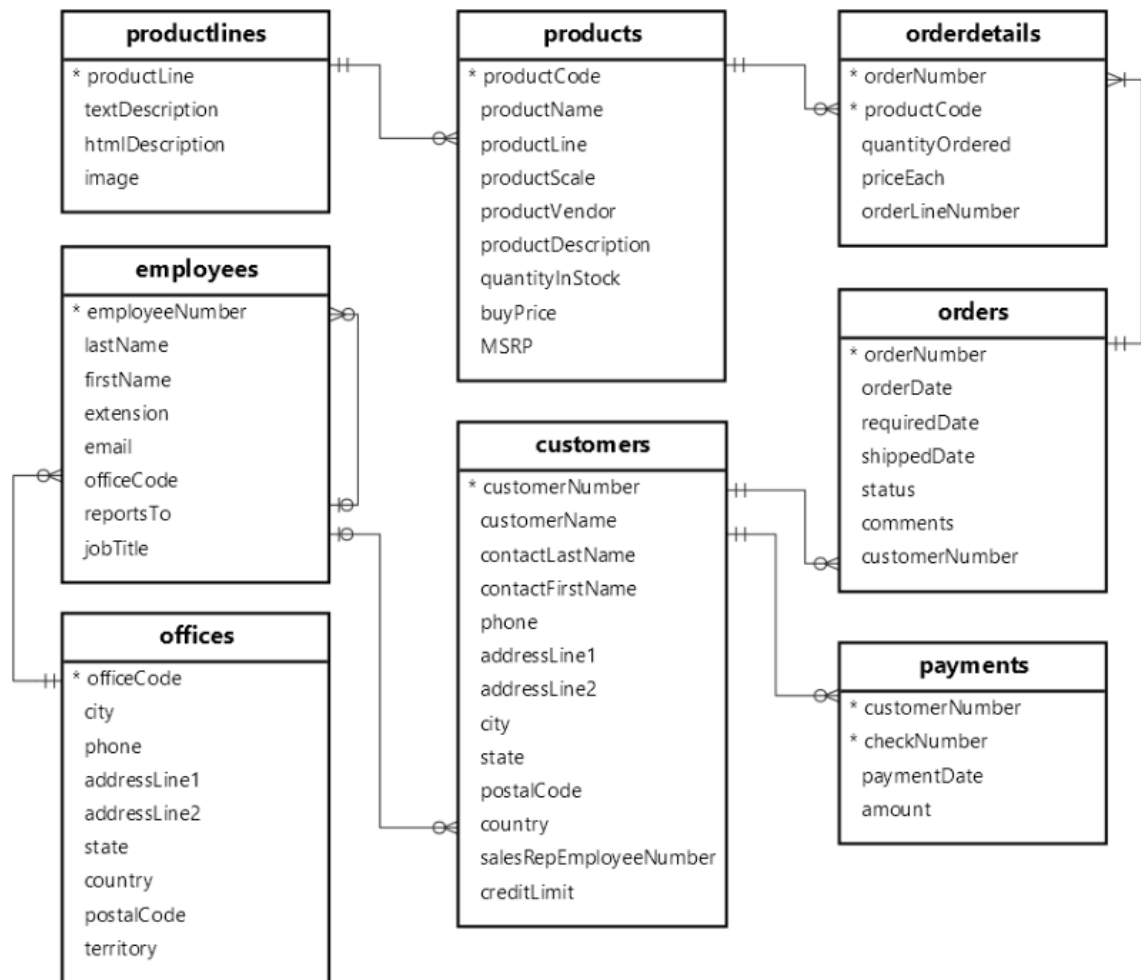 productlines
* productLine
textDescription
htmlDescription
image
products
* productCode
productName
productLine
productScale
productVendor
productDescription
quantityInStock
buyPrice
MSRP
orderdetails
* orderNumber
* productCode
quantityOrdered
priceEach
orderLineNumber
employees
* employeeNumber
lastName
firstName
extension
email
officeCode
reportsTo
jobTitle
customers
* customerNumber
customerName
contactLastName
contactFirstName
phone
addressLine1
addressLine2
city
state
postalCode
country
salesRepEmployeeNumber
creditLimit
orders
* orderNumber
orderDate
requiredDate
shippedDate
status
comments
customerNumber
offices
* officeCode
city
phone
addressLine1
addressLine2
state
country
postalCode
territory
payments
* customerNumber
* checkNumber
paymentDate
amount